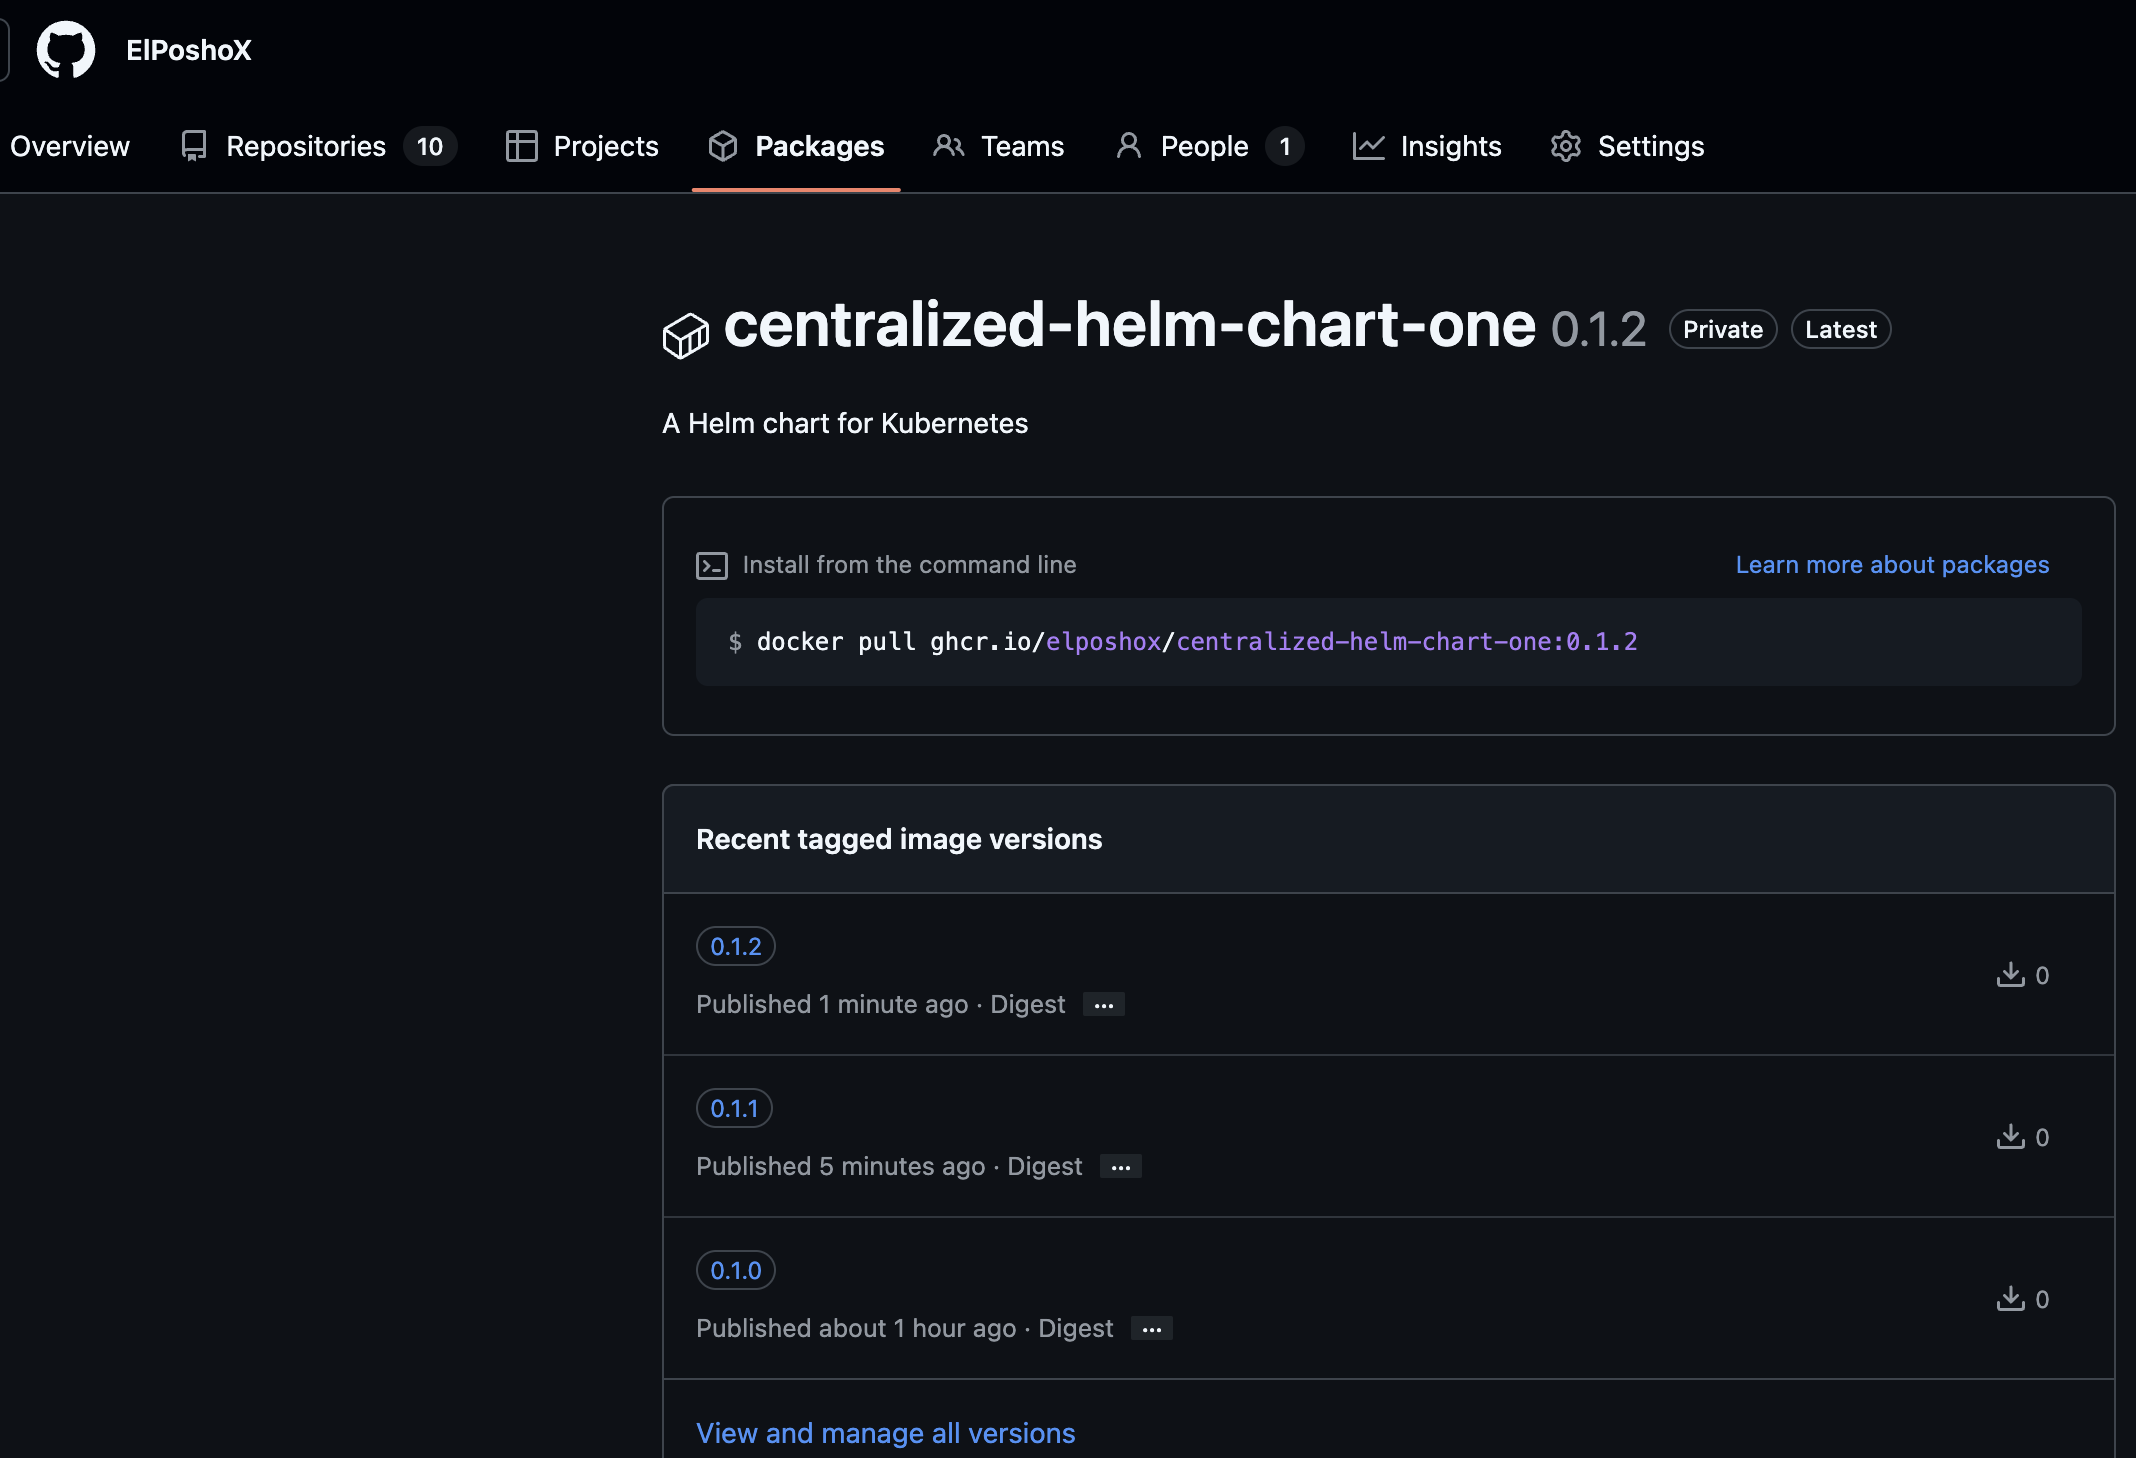 ElPoshoX
Overview Repositories 10 Projects Packages Teams People 1 Insights Settings
centralized-helm-chart-one 0.1.2 Private Latest
A Helm chart for Kubernetes
Install from the command line Learn more about packages
$ docker pull ghcr.io/elposhox/centralized-helm-chart-one:0.1.2
Recent tagged image versions
0.1.2
Published 1 minute ago · Digest ... 0
0.1.1
Published 5 minutes ago · Digest ... 0
0.1.0
Published about 1 hour ago · Digest ... 0
View and manage all versions